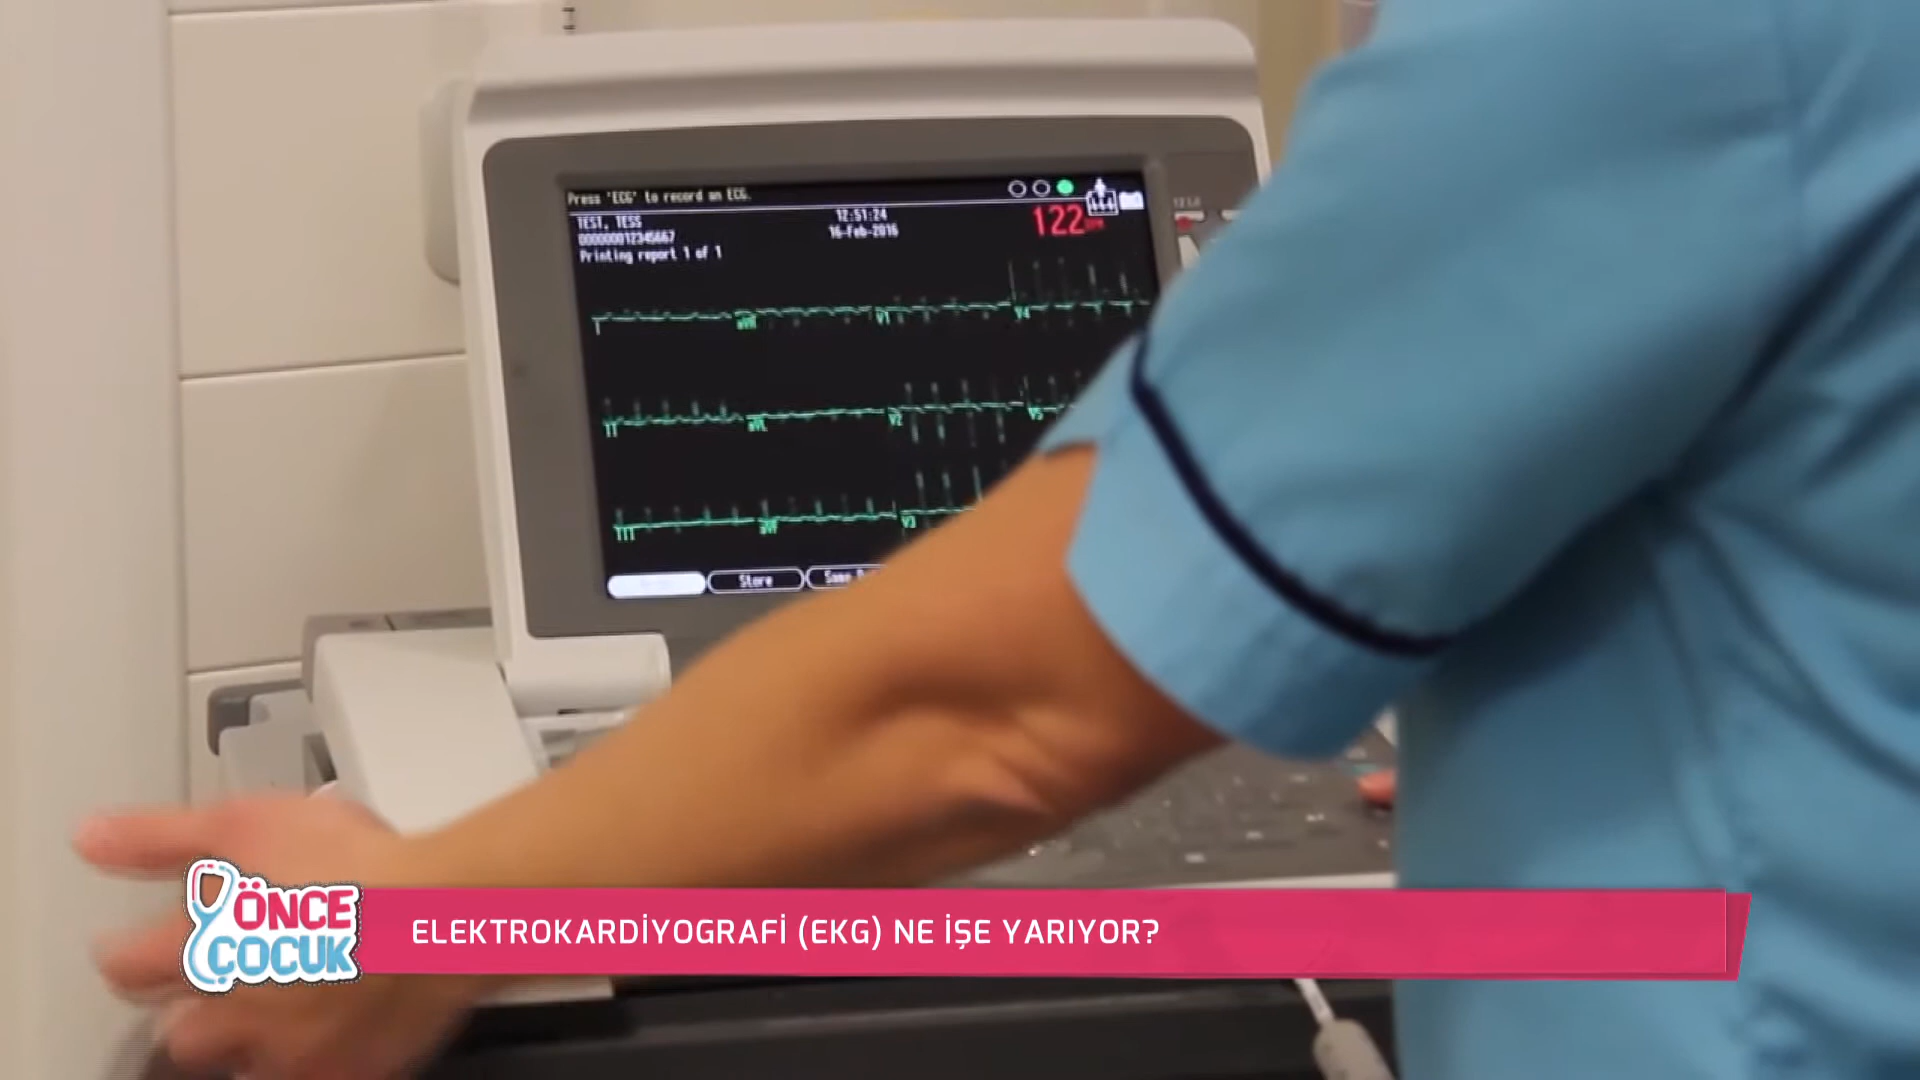 Press 'ECG' to record an ECG.
TEST, TESS
12:51:24
122
000000012345667
16-Feb-2016
Printing report 1 of 1
I
aVR
V1
V4
II
aVL
V2
V5
III
aVF
V3
Store
ÖNCE
ÇOCUK
ELEKTROKARDİYOGRAFİ (EKG) NE İŞE YARIYOR?